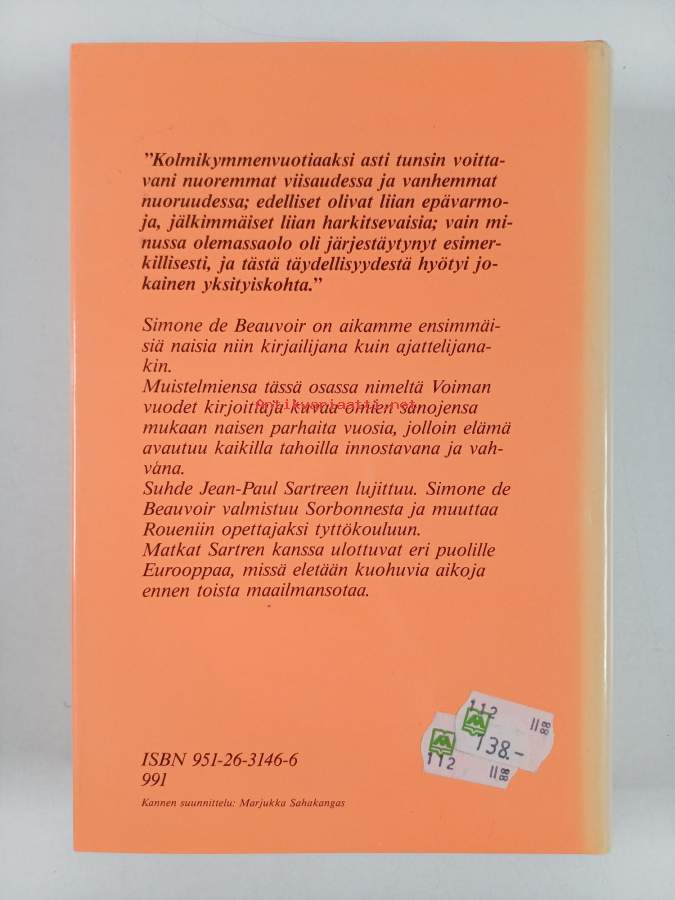 ”Kolmikymmenvuotiaaksi asti tunsin voitta-
vani nuoremmat viisaudessa ja vanhemmat
nuoruudessa; edelliset olivat liian epävarmo-
ja, jälkimmäiset liian harkitsevaisia; vain mi-
nussa olemassaolo oli järjestäytynyt esimer-
killisesti, ja tästä täydellisyydestä hyötyi jo-
kainen yksityiskohta.”
Simone de Beauvoir on aikamme ensimmäi-
siä naisia niin kirjailijana kuin ajattelijana-
kin.
Muistelmiensa tässä osassa nimeltä Voiman
Antikvariaatti.net
vuodet kirjoittaja kuvaa omien sanojensa
mukaan naisen parhaita vuosia, jolloin elämä
avautuu kaikilla tahoilla innostavana ja vah-
vana.
Suhde Jean-Paul Sartreen lujittuu. Simone de
Beauvoir valmistuu Sorbonnesta ja muuttaa
Roueniin opettajaksi tyttökouluun.
Matkat Sartren kanssa ulottuvat eri puolille
Eurooppaa, missä eletään kuohuvia aikoja
ennen toista maailmansotaa.
112
II88
138.-
112
II88
ISBN 951-26-3146-6
991
Kannen suunnittelu: Marjukka Sahakangas